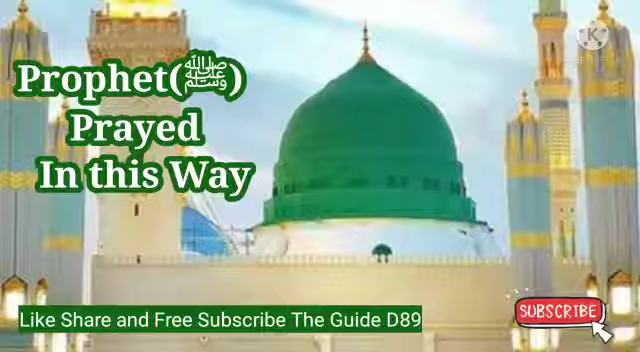 Prophet(ﷺ)
Prayed
In this Way
Like Share and Free Subscribe The Guide D89
SUBSCRIBE
K